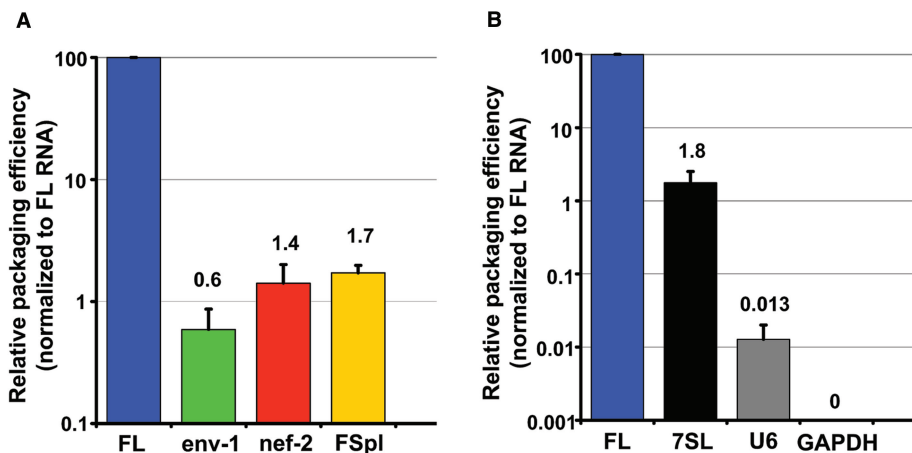 A
Relative packaging efficiency
(normalized to FL RNA)
100
10
1
0.1
0.6
1.4
1.7
FL env-1 nef-2 FSpl
B
Relative packaging efficiency
(normalized to FL RNA)
100
10
1
0.1
0.01
0.001
1.8
0.013
0
FL 7SL U6 GAPDH